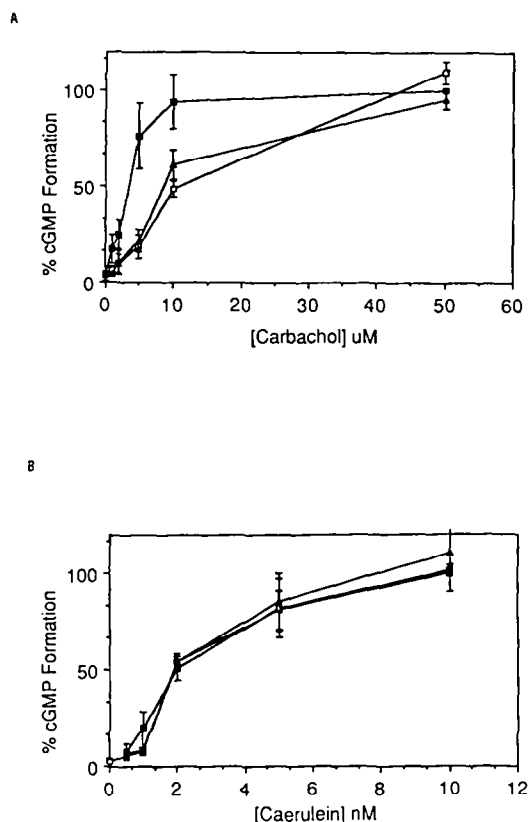 A
% cGMP Formation
100
50
0
0 10 20 30 40 50 60
[Carbachol] uM
B
% cGMP Formation
100
50
0
0 2 4 6 8 10 12
[Caerulein] nM